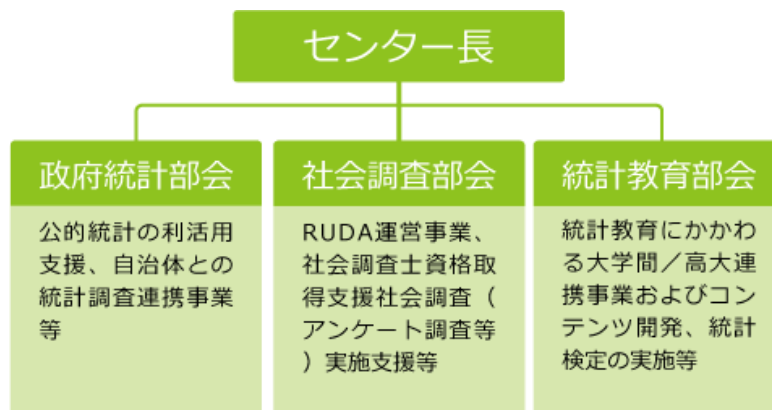 センター長
政府統計部会
公的統計の利活用
支援、自治体との
統計調査連携事業
等
社会調査部会
RUDA運営事業、
社会調査士資格取
得支援社会調査（
アンケート調査等
）実施支援等
統計教育部会
統計教育にかかわ
る大学間／高大連
携事業およびコン
テンツ開発、統計
検定の実施等